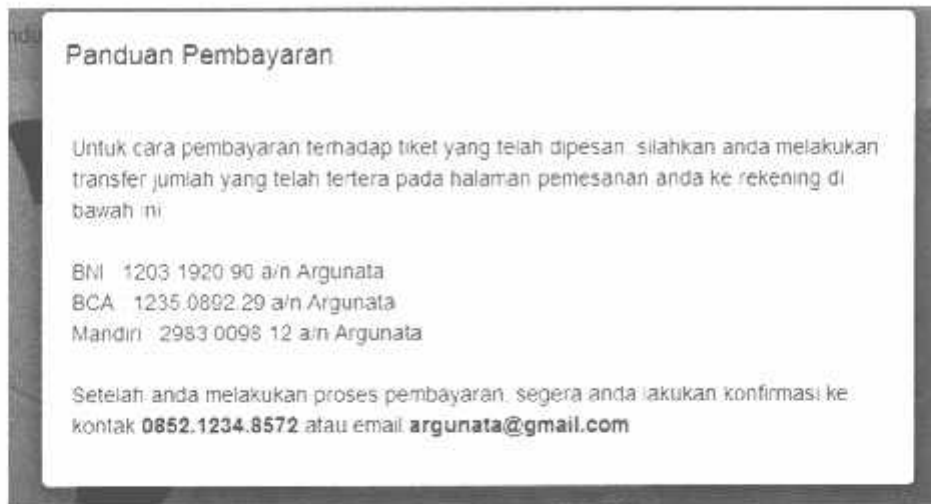 Panduan Pembayaran
Untuk cara pembayaran terhadap tiket yang telah dipesan silahkan anda melakukan
transfer jumlah yang telah tertera pada halaman pemesanan anda ke rekening di
bawah ini
BNI 1203 1920 90 a/n Argunata
BCA 1235.0892.29 a/n Argunata
Mandiri 2983.0098 12 a/n Argunata
Setelah anda melakukan proses pembayaran segera anda lakukan konfirmasi ke
kontak 0852.1234.8572 atau email argunata@gmail.com